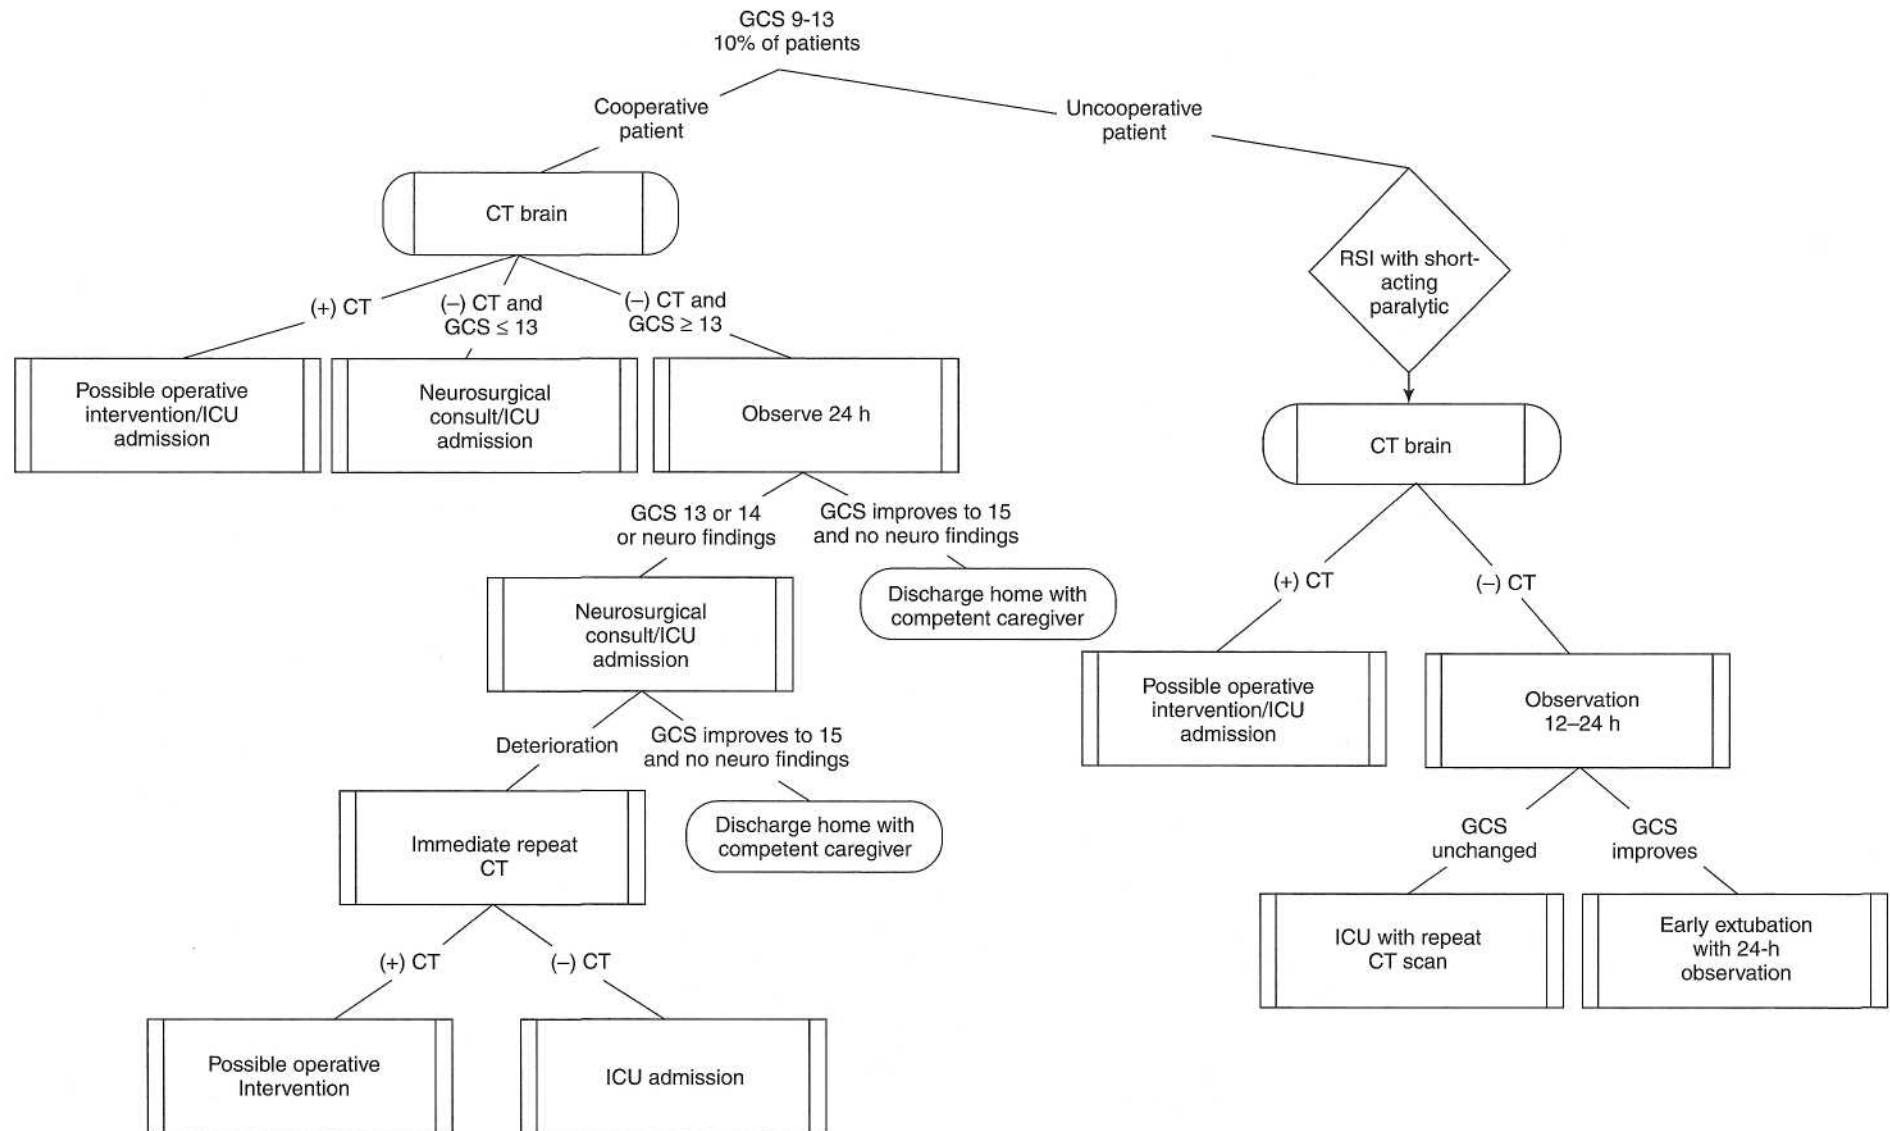 GCS 9-13
10% of patients
Cooperative
patient
Uncooperative
patient
CT brain
RSI with short-
acting
paralytic
(+) CT
(–) CT and
GCS ≤ 13
(–) CT and
GCS ≥ 13
Possible operative
intervention/ICU
admission
Neurosurgical
consult/ICU
admission
Observe 24 h
CT brain
GCS 13 or 14
or neuro findings
GCS improves to 15
and no neuro findings
Discharge home with
competent caregiver
(+) CT
(–) CT
Neurosurgical
consult/ICU
admission
Possible operative
intervention/ICU
admission
Observation
12–24 h
Deterioration
GCS improves to 15
and no neuro findings
Immediate repeat
CT
Discharge home with
competent caregiver
GCS
unchanged
GCS
improves
ICU with repeat
CT scan
Early extubation
with 24-h
observation
(+) CT
(–) CT
Possible operative
Intervention
ICU admission